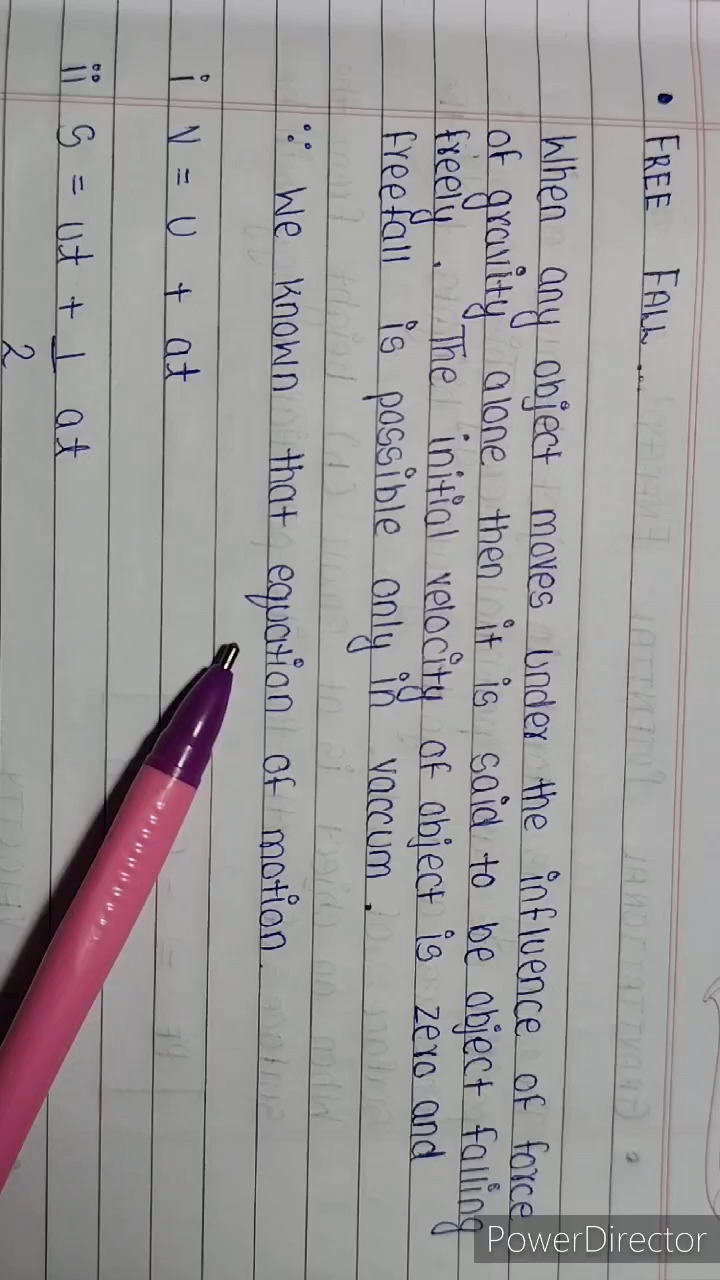 • FREE FALL...
When any object moves under the influence of force
of gravity alone then it is said to be object falling
freely. The initial velocity of object is zero and
freefall is possible only in vaccum.
∵ We known that equation of motion.
i V = U + at
ii S = Ut + 1 at
2
PowerDirector